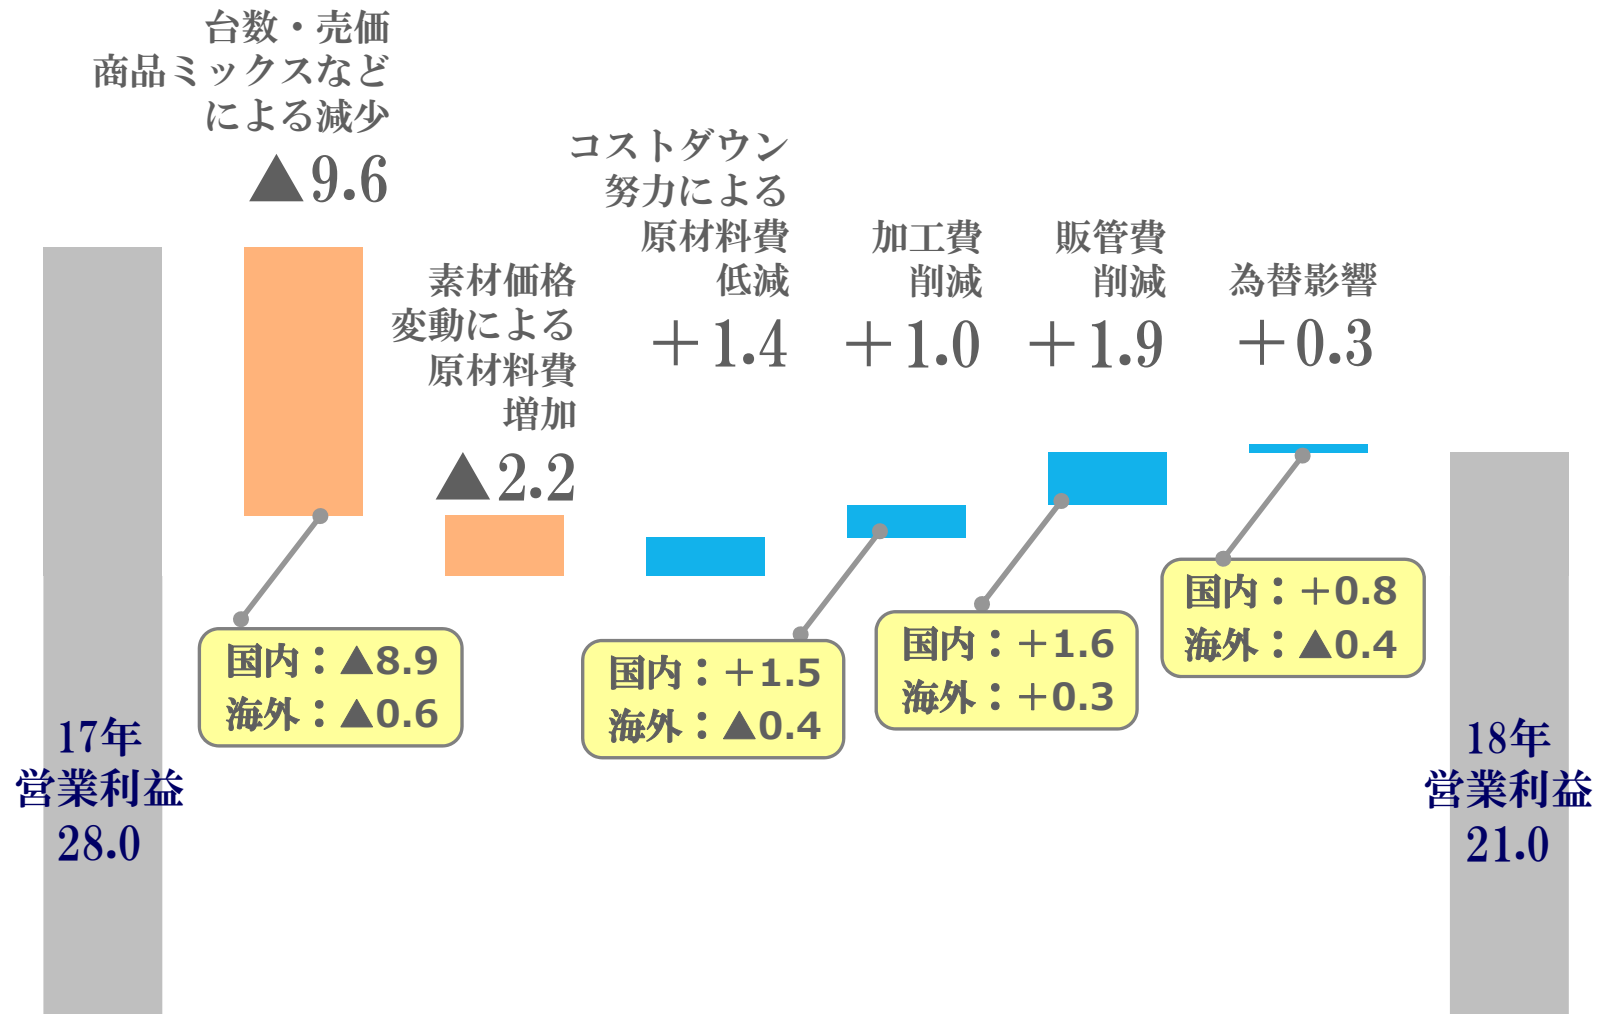 台数・売価
商品ミックスなど
による減少
▲9.6
素材価格
変動による
原材料費
増加
▲2.2
コストダウン
努力による
原材料費
低減
＋1.4
加工費
削減
＋1.0
販管費
削減
＋1.9
為替影響
＋0.3
国内：▲8.9
海外：▲0.6
国内：＋1.5
海外：▲0.4
国内：＋1.6
海外：＋0.3
国内：＋0.8
海外：▲0.4
17年
営業利益
28.0
18年
営業利益
21.0